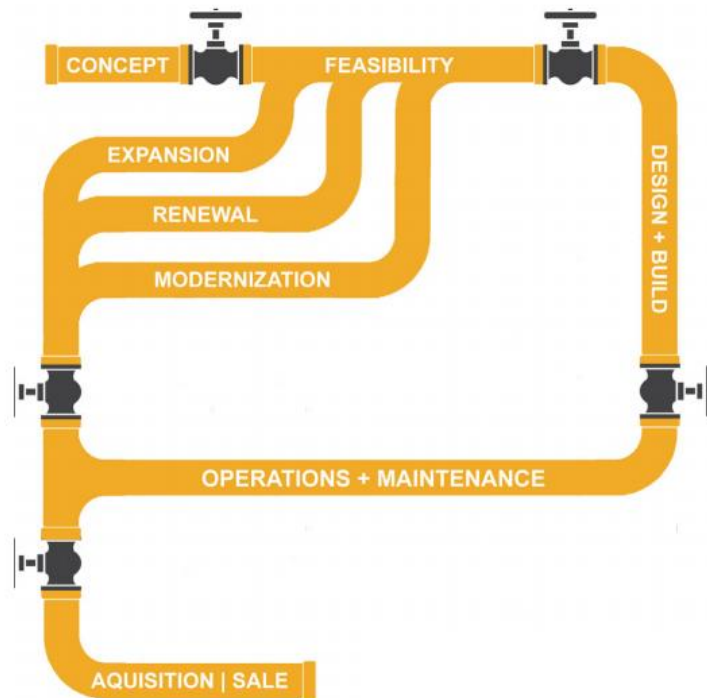 CONCEPT
FEASIBILITY
EXPANSION
RENEWAL
MODERNIZATION
DESIGN + BUILD
OPERATIONS + MAINTENANCE
AQUISITION | SALE